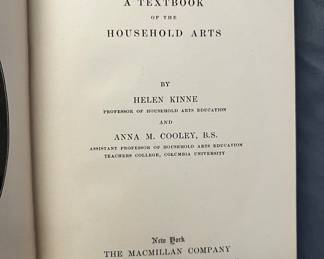 A TEXTBOOK
OF THE
HOUSEHOLD ARTS
BY
HELEN KINNE
PROFESSOR OF HOUSEHOLD ARTS EDUCATION
AND
ANNA M. COOLEY, B.S.
ASSISTANT PROFESSOR OF HOUSEHOLD ARTS EDUCATION
TEACHERS COLLEGE, COLUMBIA UNIVERSITY
New York
THE MACMILLAN COMPANY